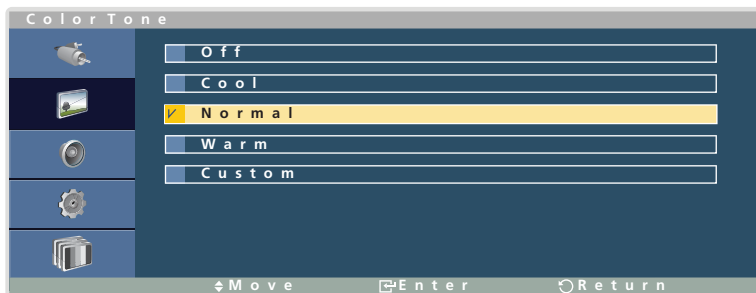 Color Tone
Off
Cool
Normal
Warm
Custom
Move Enter Return